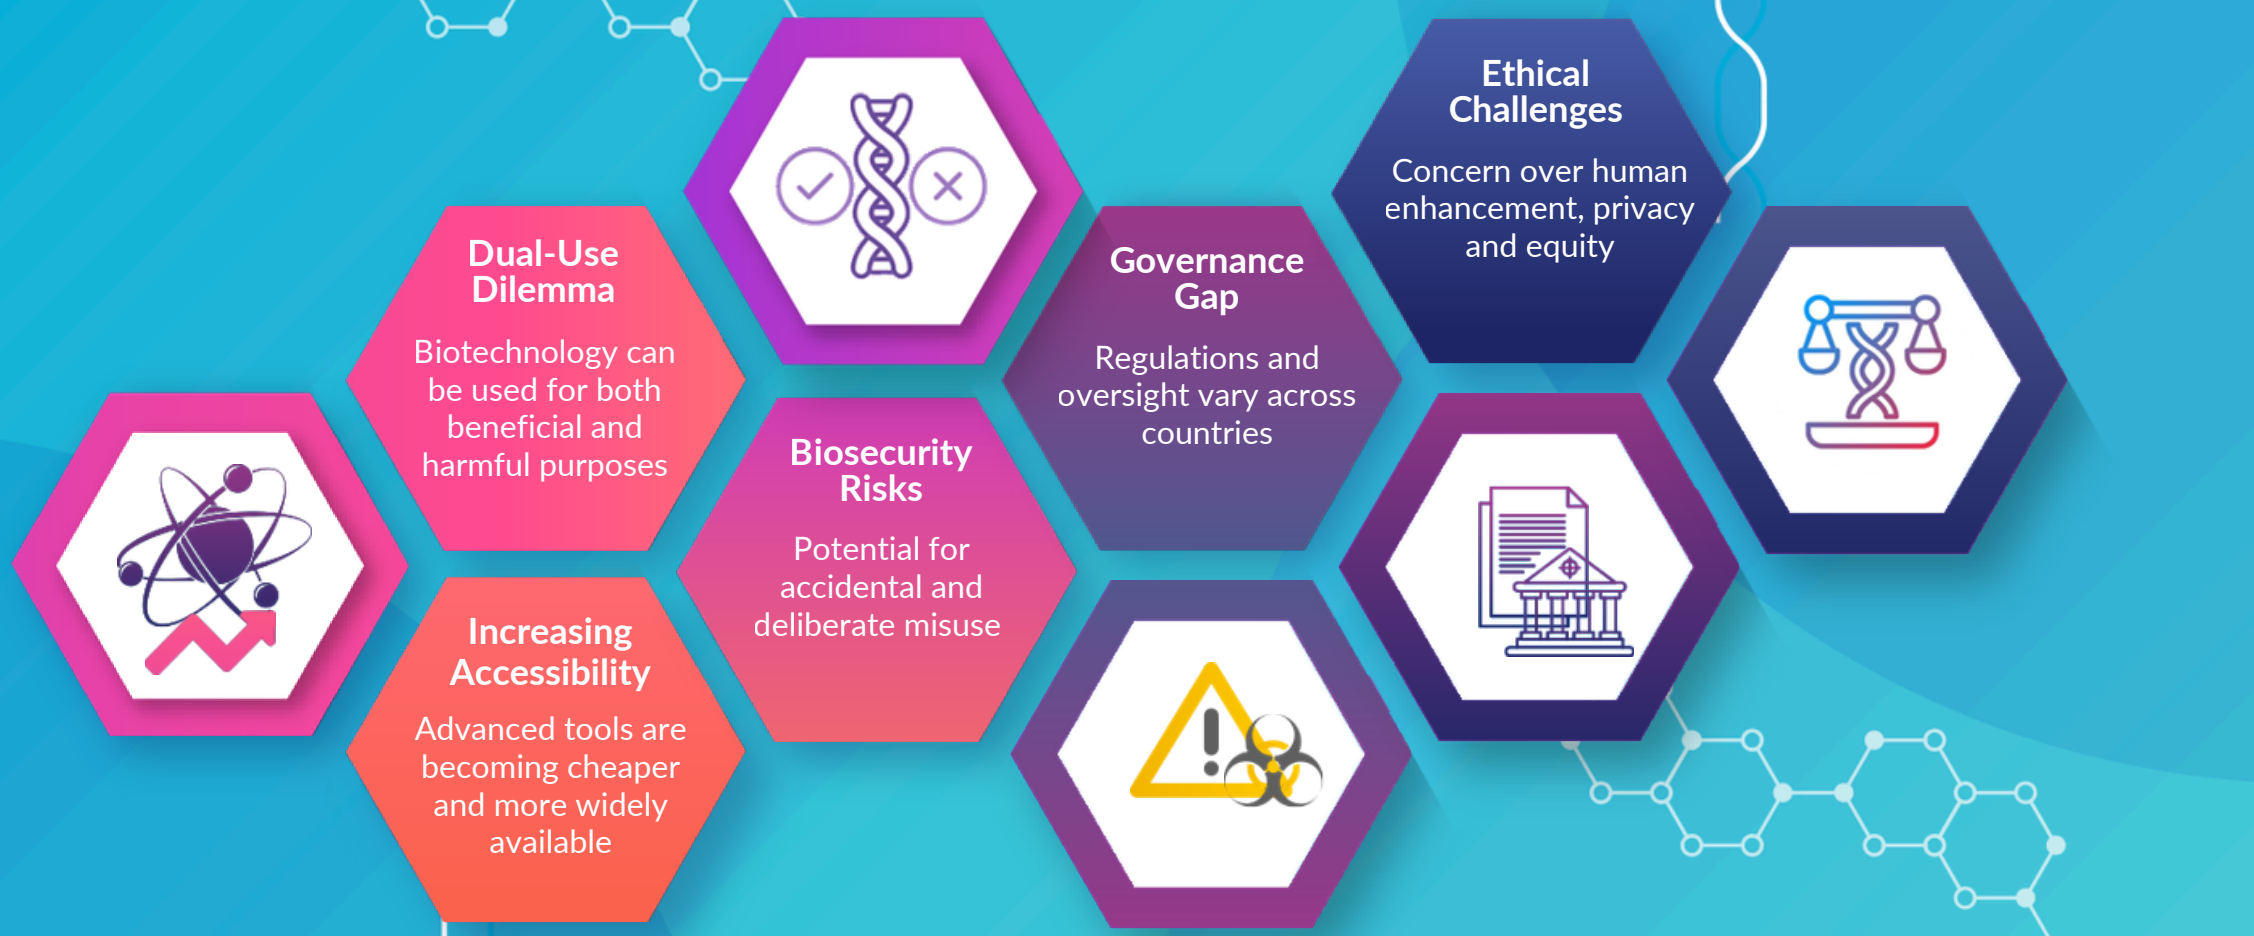 Dual-Use
Dilemma
Biotechnology can
be used for both
beneficial and
harmful purposes
Increasing
Accessibility
Advanced tools are
becoming cheaper
and more widely
available
Biosecurity
Risks
Potential for
accidental and
deliberate misuse
Governance
Gap
Regulations and
oversight vary across
countries
Ethical
Challenges
Concern over human
enhancement, privacy
and equity